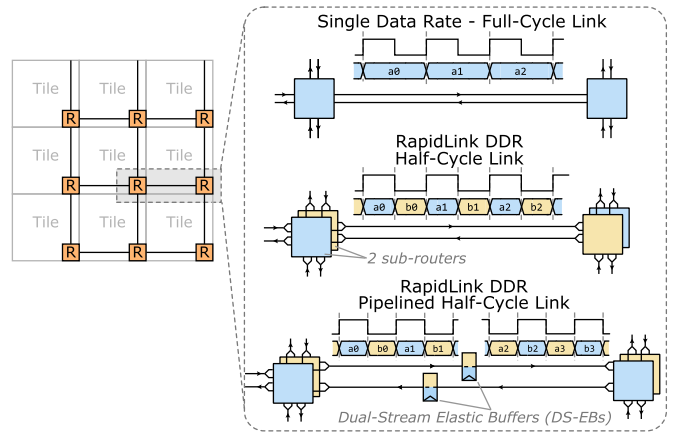 Single Data Rate - Full-Cycle Link
a0 a1 a2
Tile Tile Tile
R R R
RapidLink DDR
Half-Cycle Link
Tile Tile Tile
R R R
a0 b0 a1 b1 a2 b2
2 sub-routers
Tile Tile Tile
R R R
RapidLink DDR
Pipelined Half-Cycle Link
a0 b0 a1 b1 a2 b2 a3 b3
Dual-Stream Elastic Buffers (DS-EBs)